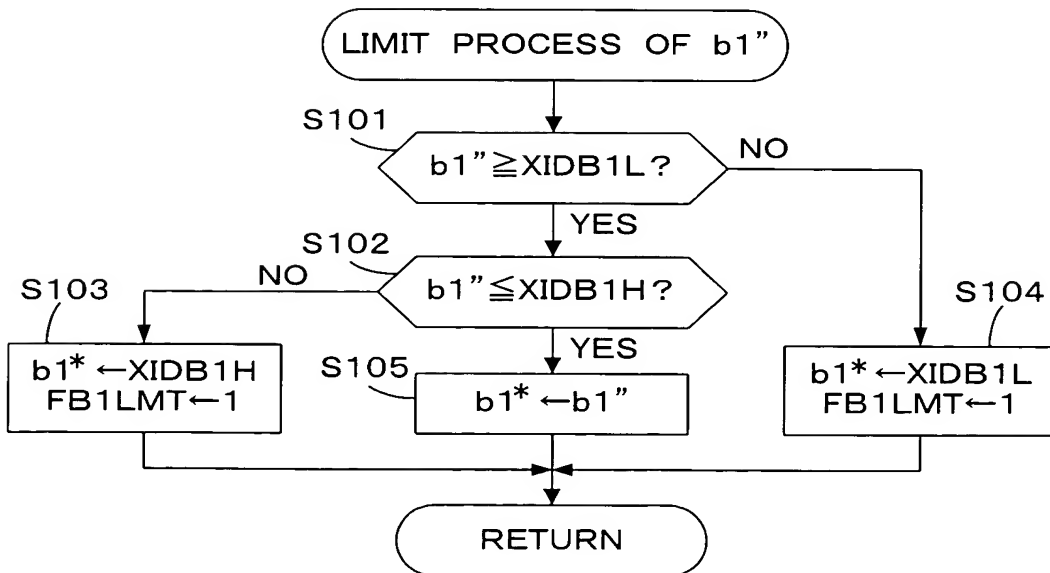 LIMIT PROCESS OF b1”
S101
b1”≧XIDB1L?
NO
YES
S102
b1”≦XIDB1H?
NO
S103
S104
YES
b1* ←XIDB1H
FB1LMT←1
S105
b1* ←b1”
b1* ←XIDB1L
FB1LMT←1
RETURN